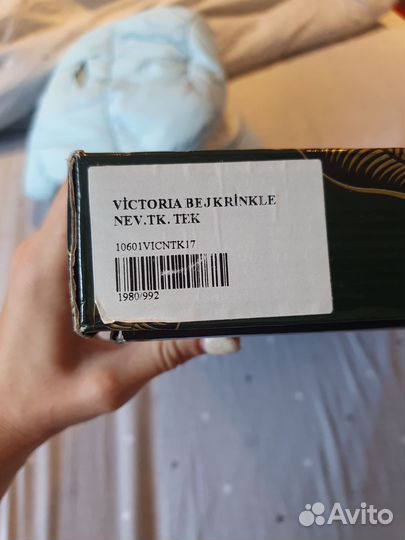 VİCTORIA BEJ KRİNKLE
NEV.TK. TEK
10601VICNTK17
1980/992
Avito